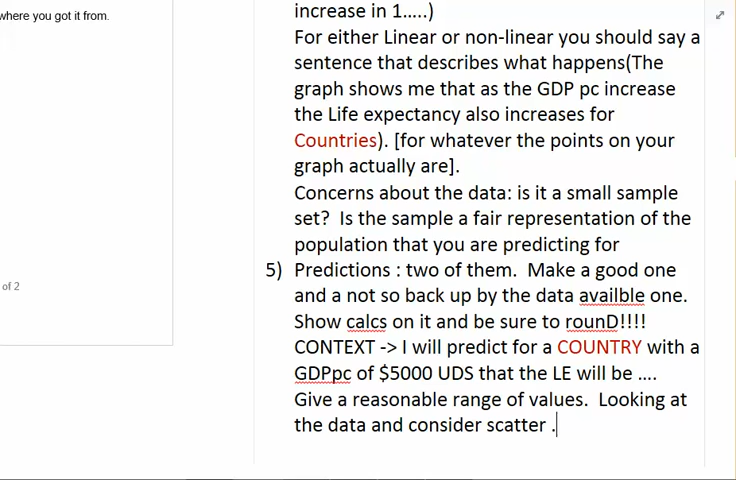 where you got it from.
of 2
increase in 1.....)
For either Linear or non-linear you should say a
sentence that describes what happens(The
graph shows me that as the GDP pc increase
the Life expectancy also increases for
Countries). [for whatever the points on your
graph actually are].
Concerns about the data: is it a small sample
set? Is the sample a fair representation of the
population that you are predicting for
5) Predictions : two of them. Make a good one
and a not so back up by the data availble one.
Show calcs on it and be sure to rounD!!!!
CONTEXT -> I will predict for a COUNTRY with a
GDPpc of $5000 UDS that the LE will be ....
Give a reasonable range of values. Looking at
the data and consider scatter .